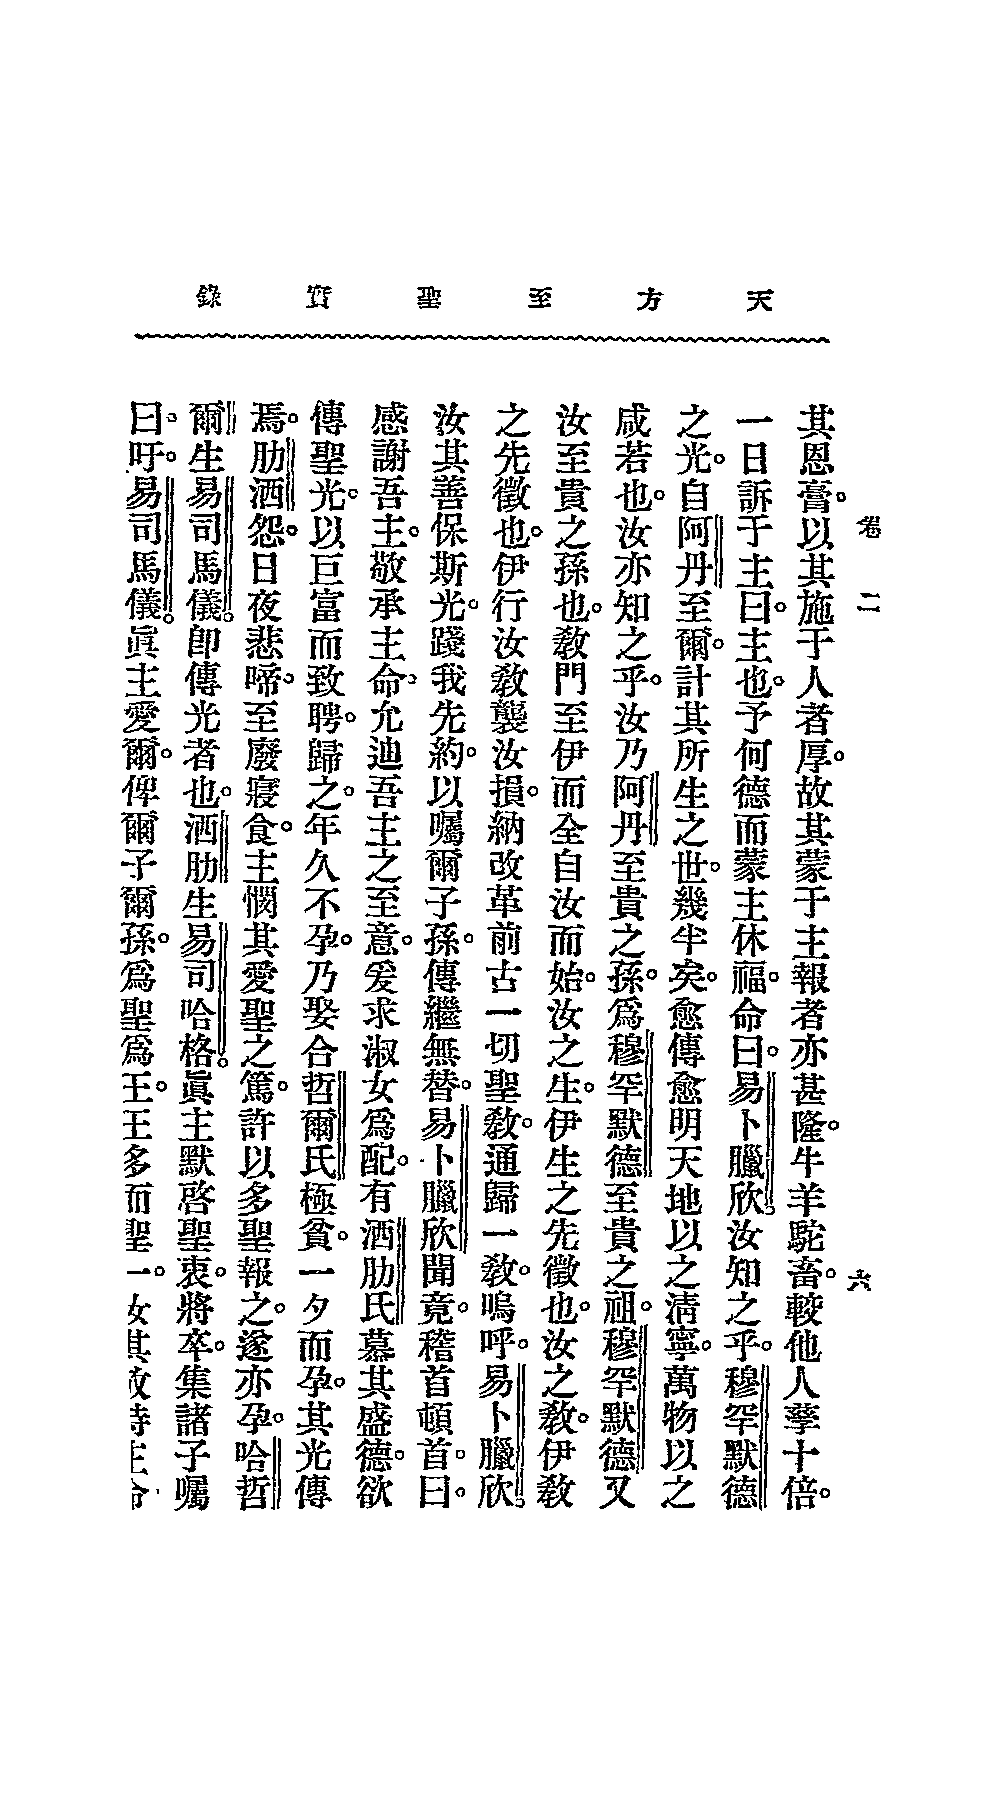 天方至聖實錄
卷二
六
其恩膏。以其施于人者厚。故其蒙于主報者亦甚隆。牛羊駝畜。較他人孳十倍。
一日訴于主曰。主也。予何德而蒙主休福。命曰。易卜臘欣。汝知之乎。穆罕默德
之光。自阿丹至爾。計其所生之世。幾半矣。愈傳愈明。天地以之淸寧。萬物以之
咸若也。汝亦知之乎。汝乃阿丹至貴之孫。爲穆罕默德至貴之祖。穆罕默德又
汝至貴之孫也。敎門至伊而全。自汝而始。汝之生。伊生之先徵也。汝之敎。伊敎
之先徵也。伊行汝敎。襲汝損。納改革前古一切聖敎。通歸一敎。嗚呼。易卜臘欣。
汝其善保斯光。踐我先約。以囑爾子孫。傳繼無替。易卜臘欣聞竟。稽首頓首。曰。
感謝吾主。敬承主命。允迪吾主之至意。爰求淑女爲配。有洒肋氏慕其盛德。欲
傳聖光。以巨富而致聘。歸之。年久不孕。乃娶合哲爾氏極貧。一夕而孕。其光傳
焉。肋洒怨。日夜悲啼。至廢寢食。主憫其愛聖之篤。許以多聖報之。遂亦孕。哈哲
爾生易司馬儀。卽傳光者也。洒肋生易司哈格。眞主默啓聖衷。將卒。集諸子囑
曰。吁。易司馬儀。眞主愛爾。俾爾子爾孫。爲聖爲王。王多而聖一。汝其敬恃主命